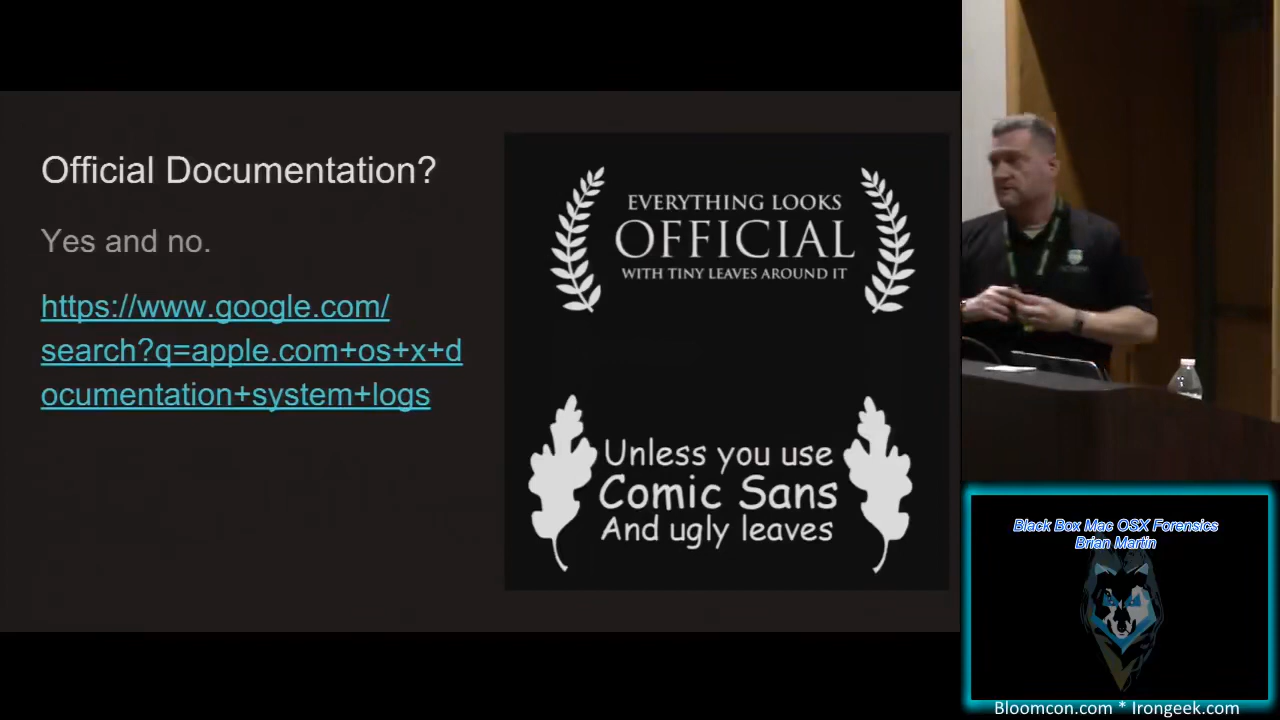 Official Documentation?
Yes and no.
https://www.google.com/
search?q=apple.com+os+x+d
ocumentation+system+logs
EVERYTHING LOOKS
OFFICIAL
WITH TINY LEAVES AROUND IT
Unless you use
Comic Sans
And ugly leaves
Black Box Mac OSX Forensics
Brian Martin
Bloomcon.com * Irongeek.com